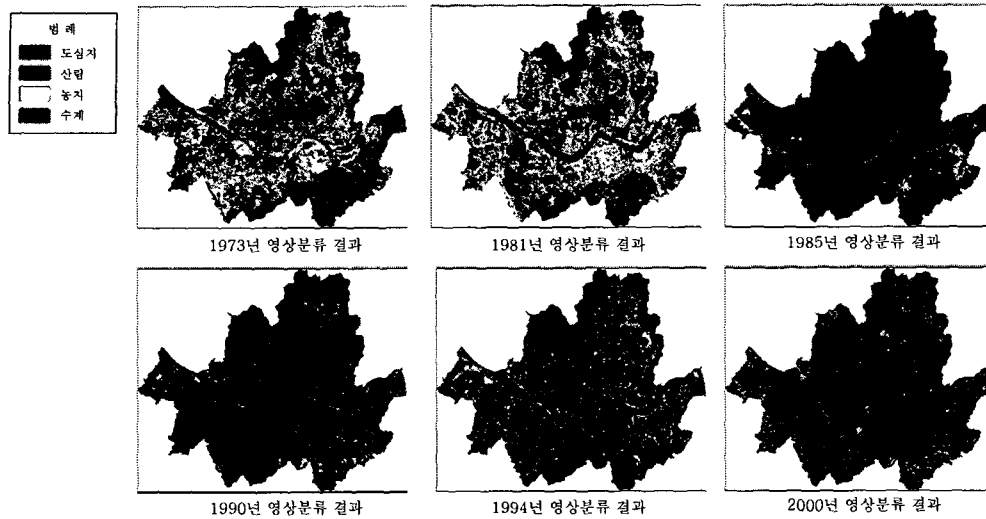 범 례
도심지
산림
농지
수계
1973년 영상분류 결과
1981년 영상분류 결과
1985년 영상분류 결과
1990년 영상분류 결과
1994년 영상분류 결과
2000년 영상분류 결과